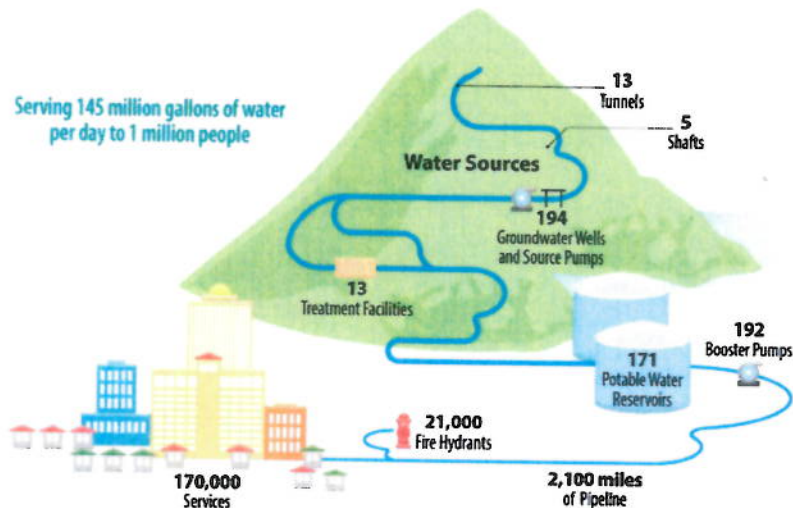 Serving 145 million gallons of water
per day to 1 million people
13
Tunnels
5
Shafts
Water Sources
194
Groundwater Wells
and Source Pumps
13
Treatment Facilities
192
Booster Pumps
171
Potable Water
Reservoirs
21,000
Fire Hydrants
170,000
Services
2,100 miles
of Pipeline